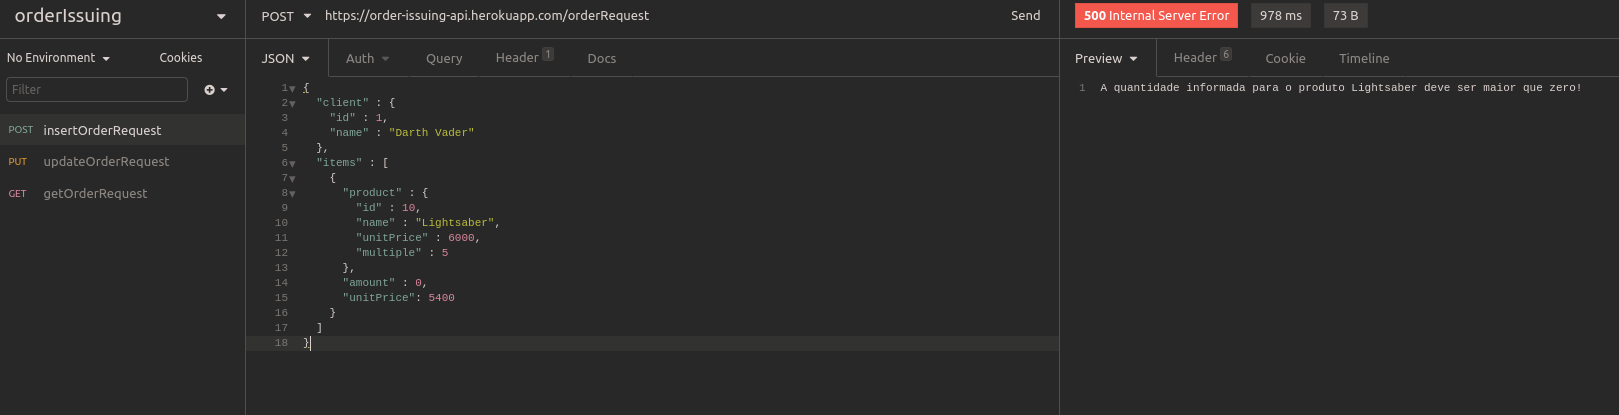 orderIssuing
POST https://order-issuing-api.herokuapp.com/orderRequest Send
500 Internal Server Error 978 ms 73 B
No Environment Cookies
JSON Auth Query Header 1 Docs
Preview Header 6 Cookie Timeline
Filter
POST insertOrderRequest
PUT updateOrderRequest
GET getOrderRequest
1 {
2 "client" : {
3 "id" : 1,
4 "name" : "Darth Vader"
5 },
6 "items" : [
7 {
8 "product" : {
9 "id" : 10,
10 "name" : "Lightsaber",
11 "unitPrice" : 6000,
12 "multiple" : 5
13 },
14 "amount" : 0,
15 "unitPrice": 5400
16 }
17 ]
18 }
1 A quantidade informada para o produto Lightsaber deve ser maior que zero!